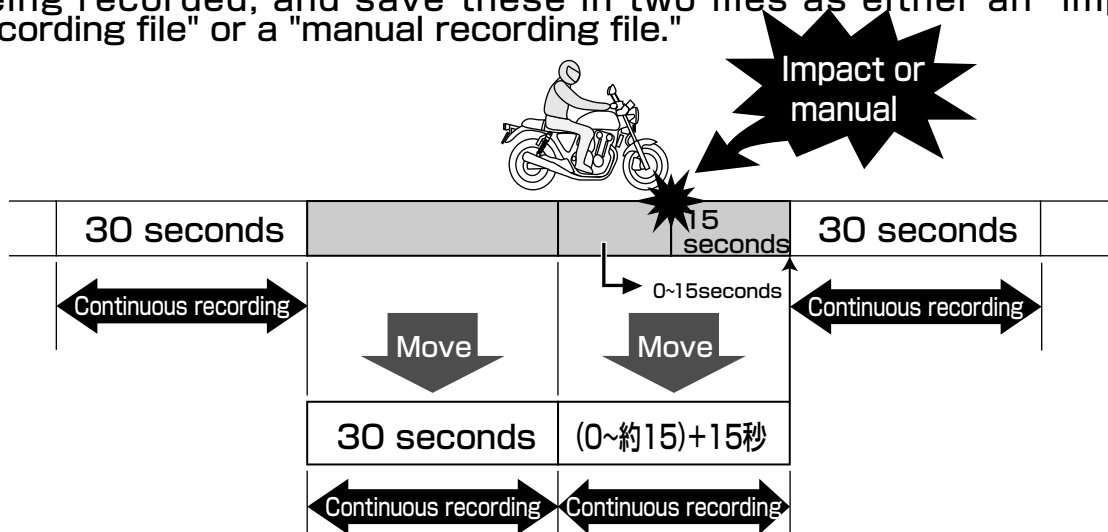 being recorded, and save these in two files as either an "imp
cording file" or a "manual recording file."
Impact or
manual
30 seconds
15
seconds
30 seconds
0~15seconds
Continuous recording
Continuous recording
Move
Move
30 seconds
(0~約15)+15秒
Continuous recording
Continuous recording